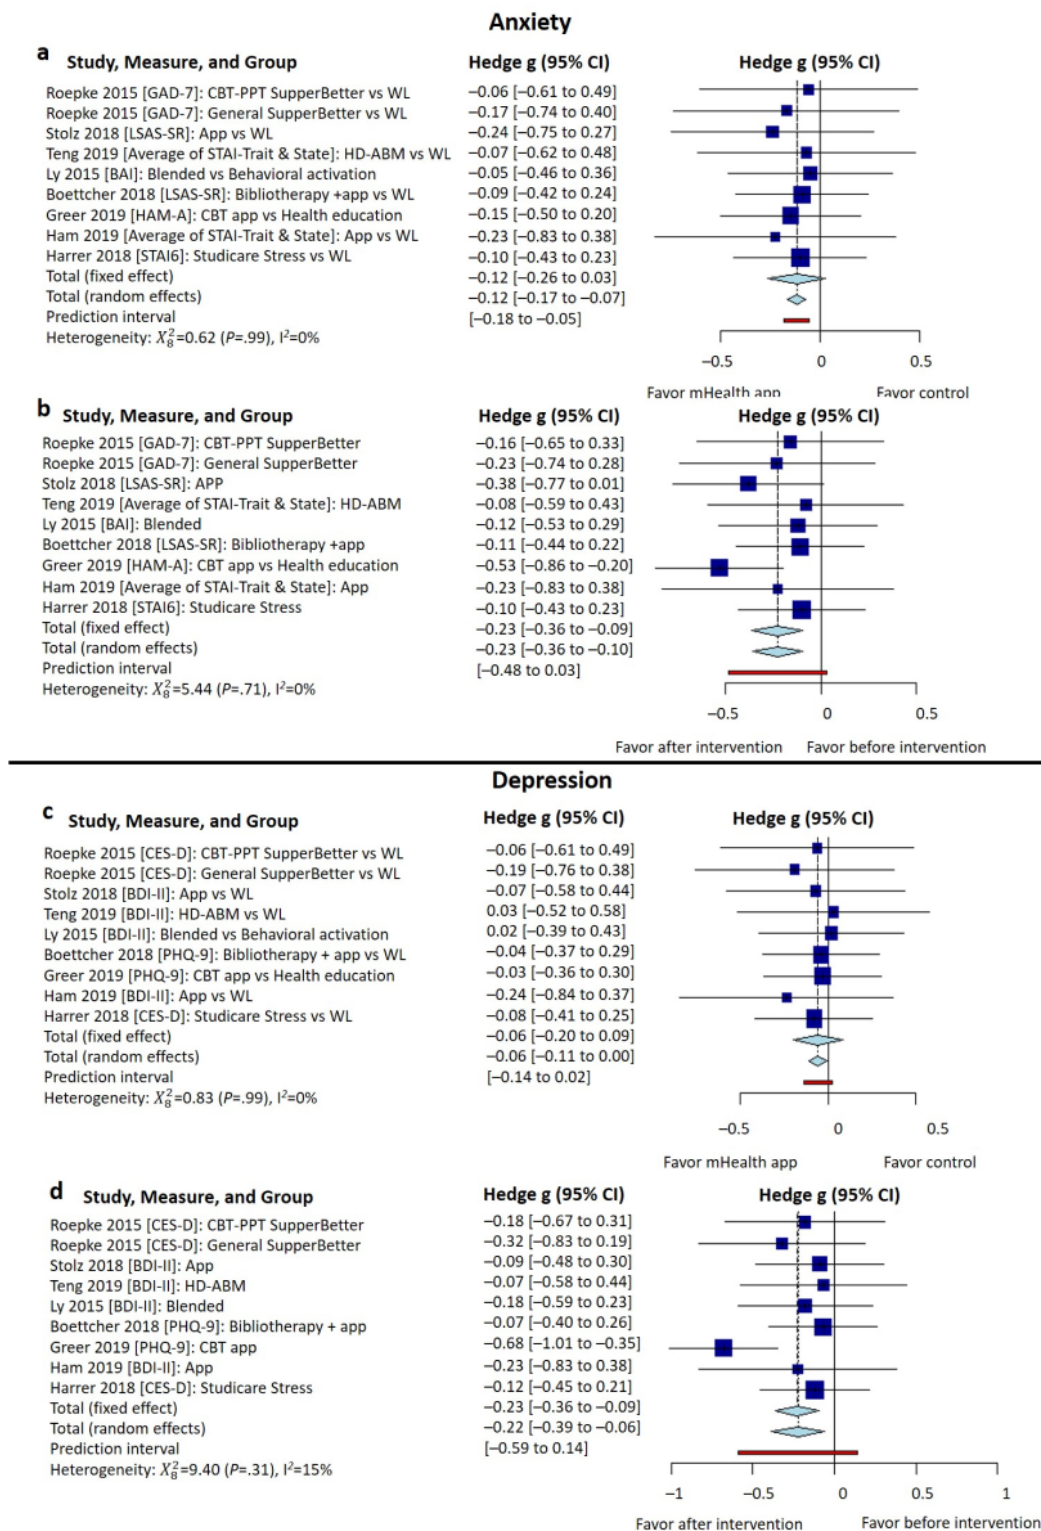 Anxiety
a Study, Measure, and Group Hedge g (95% CI) Hedge g (95% CI)
Roepke 2015 [GAD-7]: CBT-PPT SupperBetter vs WL −0.06 [−0.61 to 0.49]
Roepke 2015 [GAD-7]: General SupperBetter vs WL −0.17 [−0.74 to 0.40]
Stolz 2018 [LSAS-SR]: App vs WL −0.24 [−0.75 to 0.27]
Teng 2019 [Average of STAI-Trait & State]: HD-ABM vs WL −0.07 [−0.62 to 0.48]
Ly 2015 [BAI]: Blended vs Behavioral activation −0.05 [−0.46 to 0.36]
Boettcher 2018 [LSAS-SR]: Bibliotherapy +app vs WL −0.09 [−0.42 to 0.24]
Greer 2019 [HAM-A]: CBT app vs Health education −0.15 [−0.50 to 0.20]
Ham 2019 [Average of STAI-Trait & State]: App vs WL −0.23 [−0.83 to 0.38]
Harrer 2018 [STAI6]: Studicare Stress vs WL −0.10 [−0.43 to 0.23]
Total (fixed effect) −0.12 [−0.26 to 0.03]
Total (random effects) −0.12 [−0.17 to −0.07]
Prediction interval [−0.18 to −0.05]
Heterogeneity: X²₈=0.62 (P=.99), I²=0%
−0.5 0 0.5
Favor mHealth app Favor control
b Study, Measure, and Group Hedge g (95% CI) Hedge g (95% CI)
Roepke 2015 [GAD-7]: CBT-PPT SupperBetter −0.16 [−0.65 to 0.33]
Roepke 2015 [GAD-7]: General SupperBetter −0.23 [−0.74 to 0.28]
Stolz 2018 [LSAS-SR]: APP −0.38 [−0.77 to 0.01]
Teng 2019 [Average of STAI-Trait & State]: HD-ABM −0.08 [−0.59 to 0.43]
Ly 2015 [BAI]: Blended −0.12 [−0.53 to 0.29]
Boettcher 2018 [LSAS-SR]: Bibliotherapy +app −0.11 [−0.44 to 0.22]
Greer 2019 [HAM-A]: CBT app vs Health education −0.53 [−0.86 to −0.20]
Ham 2019 [Average of STAI-Trait & State]: App −0.23 [−0.83 to 0.38]
Harrer 2018 [STAI6]: Studicare Stress −0.10 [−0.43 to 0.23]
Total (fixed effect) −0.23 [−0.36 to −0.09]
Total (random effects) −0.23 [−0.36 to −0.10]
Prediction interval [−0.48 to 0.03]
Heterogeneity: X²₈=5.44 (P=.71), I²=0%
−0.5 0 0.5
Favor after intervention Favor before intervention
Depression
c Study, Measure, and Group Hedge g (95% CI) Hedge g (95% CI)
Roepke 2015 [CES-D]: CBT-PPT SupperBetter vs WL −0.06 [−0.61 to 0.49]
Roepke 2015 [CES-D]: General SupperBetter vs WL −0.19 [−0.76 to 0.38]
Stolz 2018 [BDI-II]: App vs WL −0.07 [−0.58 to 0.44]
Teng 2019 [BDI-II]: HD-ABM vs WL 0.03 [−0.52 to 0.58]
Ly 2015 [BDI-II]: Blended vs Behavioral activation 0.02 [−0.39 to 0.43]
Boettcher 2018 [PHQ-9]: Bibliotherapy + app vs WL −0.04 [−0.37 to 0.29]
Greer 2019 [PHQ-9]: CBT app vs Health education −0.03 [−0.36 to 0.30]
Ham 2019 [BDI-II]: App vs WL −0.24 [−0.84 to 0.37]
Harrer 2018 [CES-D]: Studicare Stress vs WL −0.08 [−0.41 to 0.25]
Total (fixed effect) −0.06 [−0.20 to 0.09]
Total (random effects) −0.06 [−0.11 to 0.00]
Prediction interval [−0.14 to 0.02]
Heterogeneity: X²₈=0.83 (P=.99), I²=0%
−0.5 0 0.5
Favor mHealth app Favor control
d Study, Measure, and Group Hedge g (95% CI) Hedge g (95% CI)
Roepke 2015 [CES-D]: CBT-PPT SupperBetter −0.18 [−0.67 to 0.31]
Roepke 2015 [CES-D]: General SupperBetter −0.32 [−0.83 to 0.19]
Stolz 2018 [BDI-II]: App −0.09 [−0.48 to 0.30]
Teng 2019 [BDI-II]: HD-ABM −0.07 [−0.58 to 0.44]
Ly 2015 [BDI-II]: Blended −0.18 [−0.59 to 0.23]
Boettcher 2018 [PHQ-9]: Bibliotherapy + app −0.07 [−0.40 to 0.26]
Greer 2019 [PHQ-9]: CBT app −0.68 [−1.01 to −0.35]
Ham 2019 [BDI-II]: App −0.23 [−0.83 to 0.38]
Harrer 2018 [CES-D]: Studicare Stress −0.12 [−0.45 to 0.21]
Total (fixed effect) −0.23 [−0.36 to −0.09]
Total (random effects) −0.22 [−0.39 to −0.06]
Prediction interval [−0.59 to 0.14]
Heterogeneity: X²₈=9.40 (P=.31), I²=15%
−1 −0.5 0 0.5 1
Favor after intervention Favor before intervention